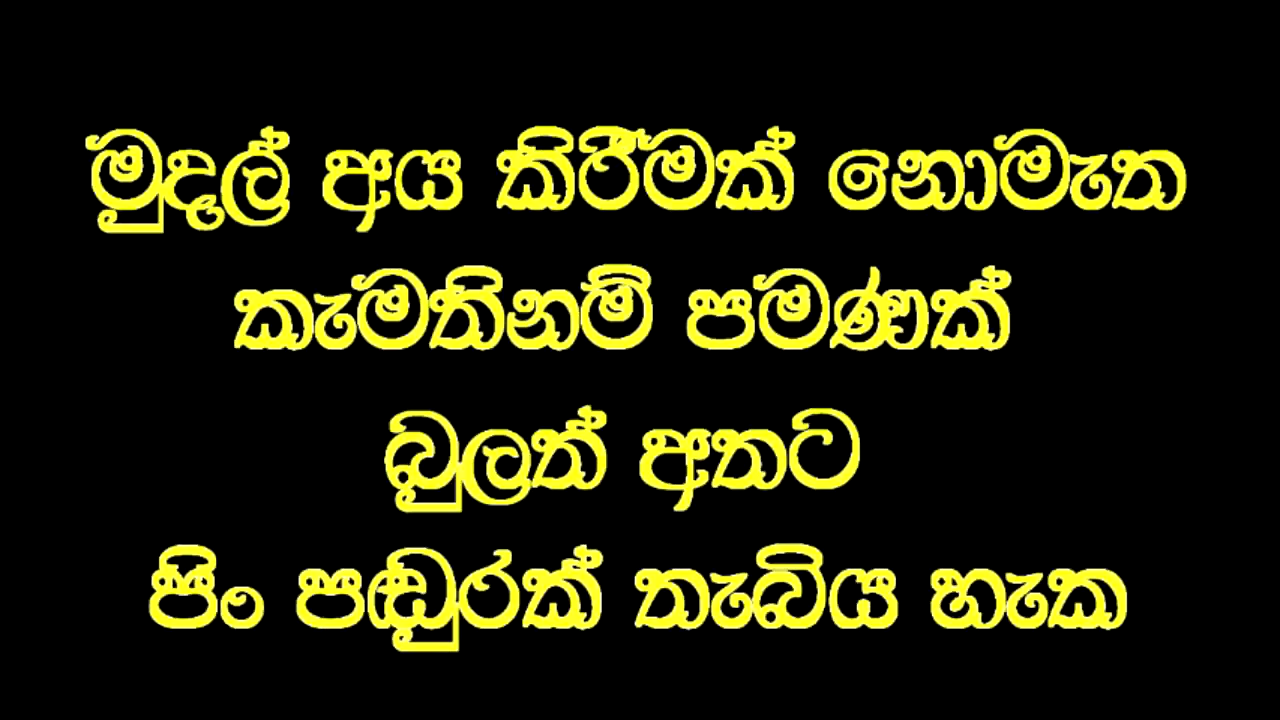 මුදල් අය කිරීමක් නොමැත
කැමතිනම් පමණක්
බුලත් අතට
පිං පඬුරක් තැබිය හැක